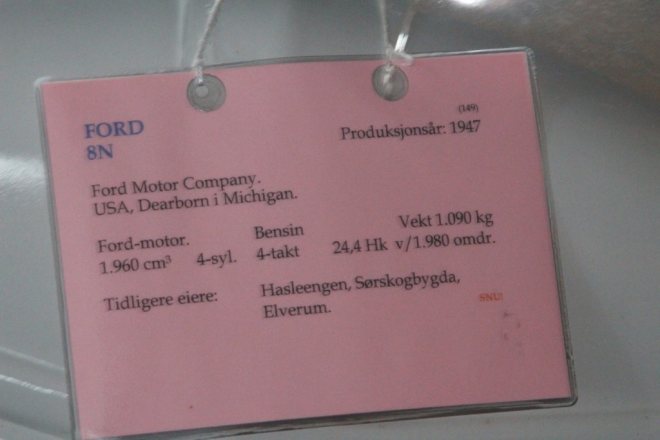 (149)
FORD Produksjonsår: 1947
8N
Ford Motor Company.
USA, Dearborn i Michigan.
Ford-motor. Bensin Vekt 1.090 kg
1.960 cm³ 4-syl. 4-takt 24,4 Hk v/1.980 omdr.
Tidligere eiere: Hasleengen, Sørskogbygda,
Elverum.
SNU!